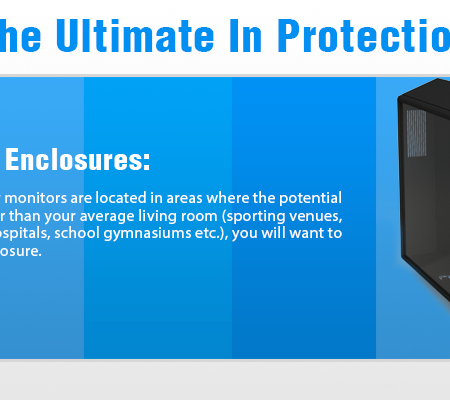 he Ultimate In Protectio
Enclosures:
monitors are located in areas where the potential
r than your average living room (sporting venues,
ospitals, school gymnasiums etc.), you will want to
osure.